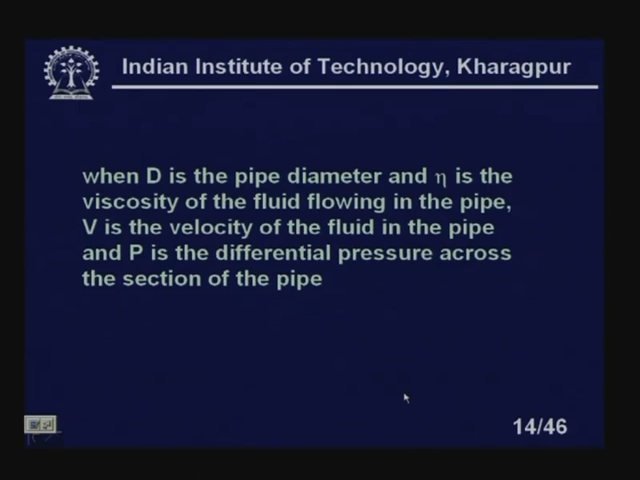 Indian Institute of Technology, Kharagpur
when D is the pipe diameter and η is the
viscosity of the fluid flowing in the pipe,
V is the velocity of the fluid in the pipe
and P is the differential pressure across
the section of the pipe
14/46